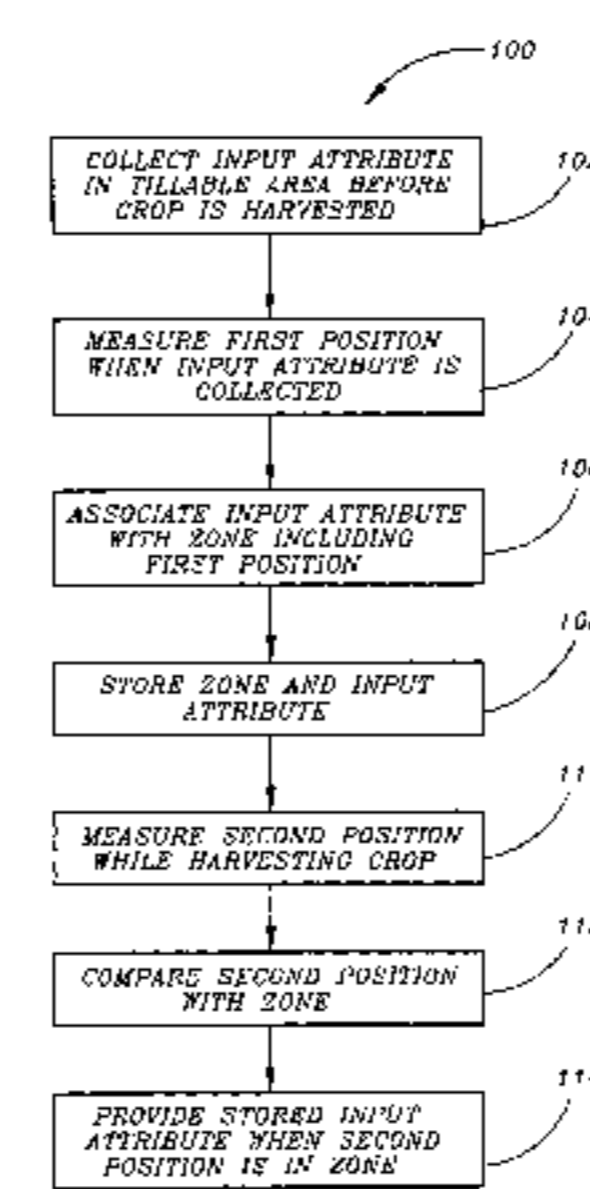 100
COLLECT INPUT ATTRIBUTE
IN TILLABLE AREA BEFORE
CROP IS HARVESTED
MEASURE FIRST POSITION
WHEN INPUT ATTRIBUTE IS
COLLECTED
ASSOCIATE INPUT ATTRIBUTE
WITH ZONE INCLUDING
FIRST POSITION
STORE ZONE AND INPUT
ATTRIBUTE
MEASURE SECOND POSITION
WHILE HARVESTING CROP
COMPARE SECOND POSITION
WITH ZONE
PROVIDE STORED INPUT
ATTRIBUTE WHEN SECOND
POSITION IS IN ZONE